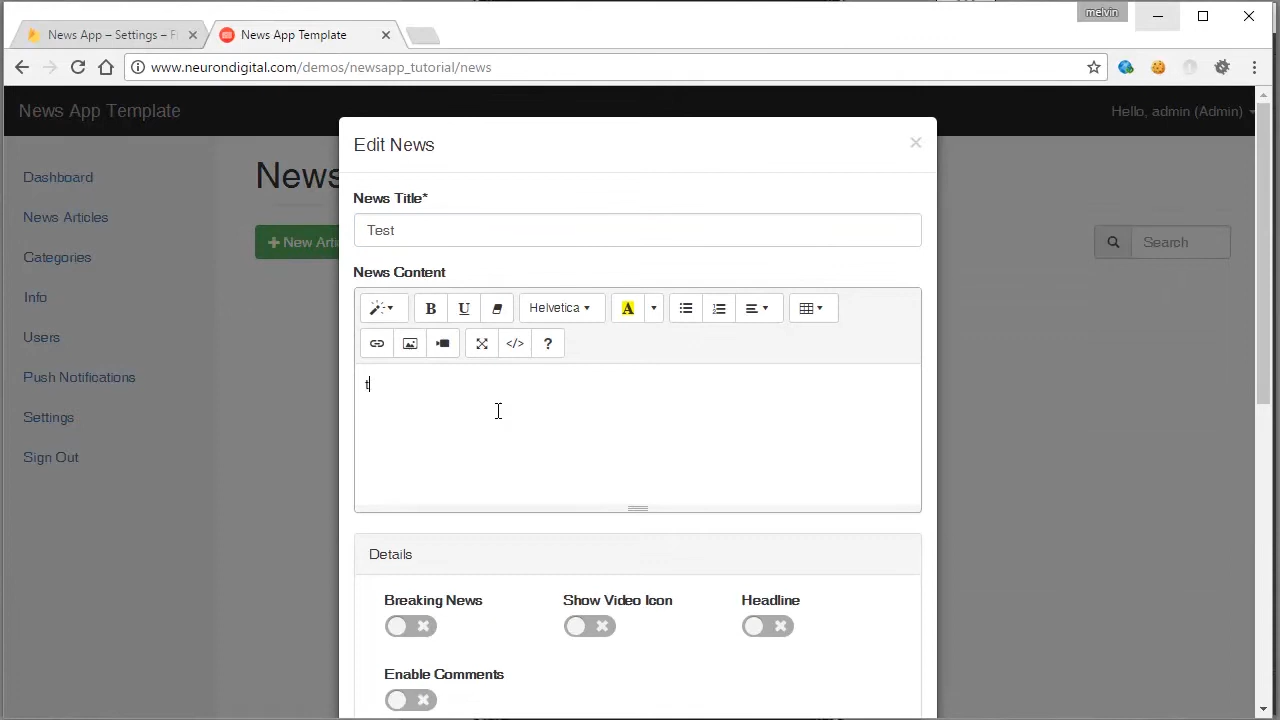 melvin
News App – Settings – F
News App Template
www.neurondigital.com/demos/newsapp_tutorial/news
News App Template
Hello, admin (Admin)
Edit News
Dashboard
News Articles
Categories
Info
Users
Push Notifications
Settings
Sign Out
News
New Arti
Search
News Title*
Test
News Content
B U Helvetica A
</> ?
t
Details
Breaking News Show Video Icon Headline
Enable Comments